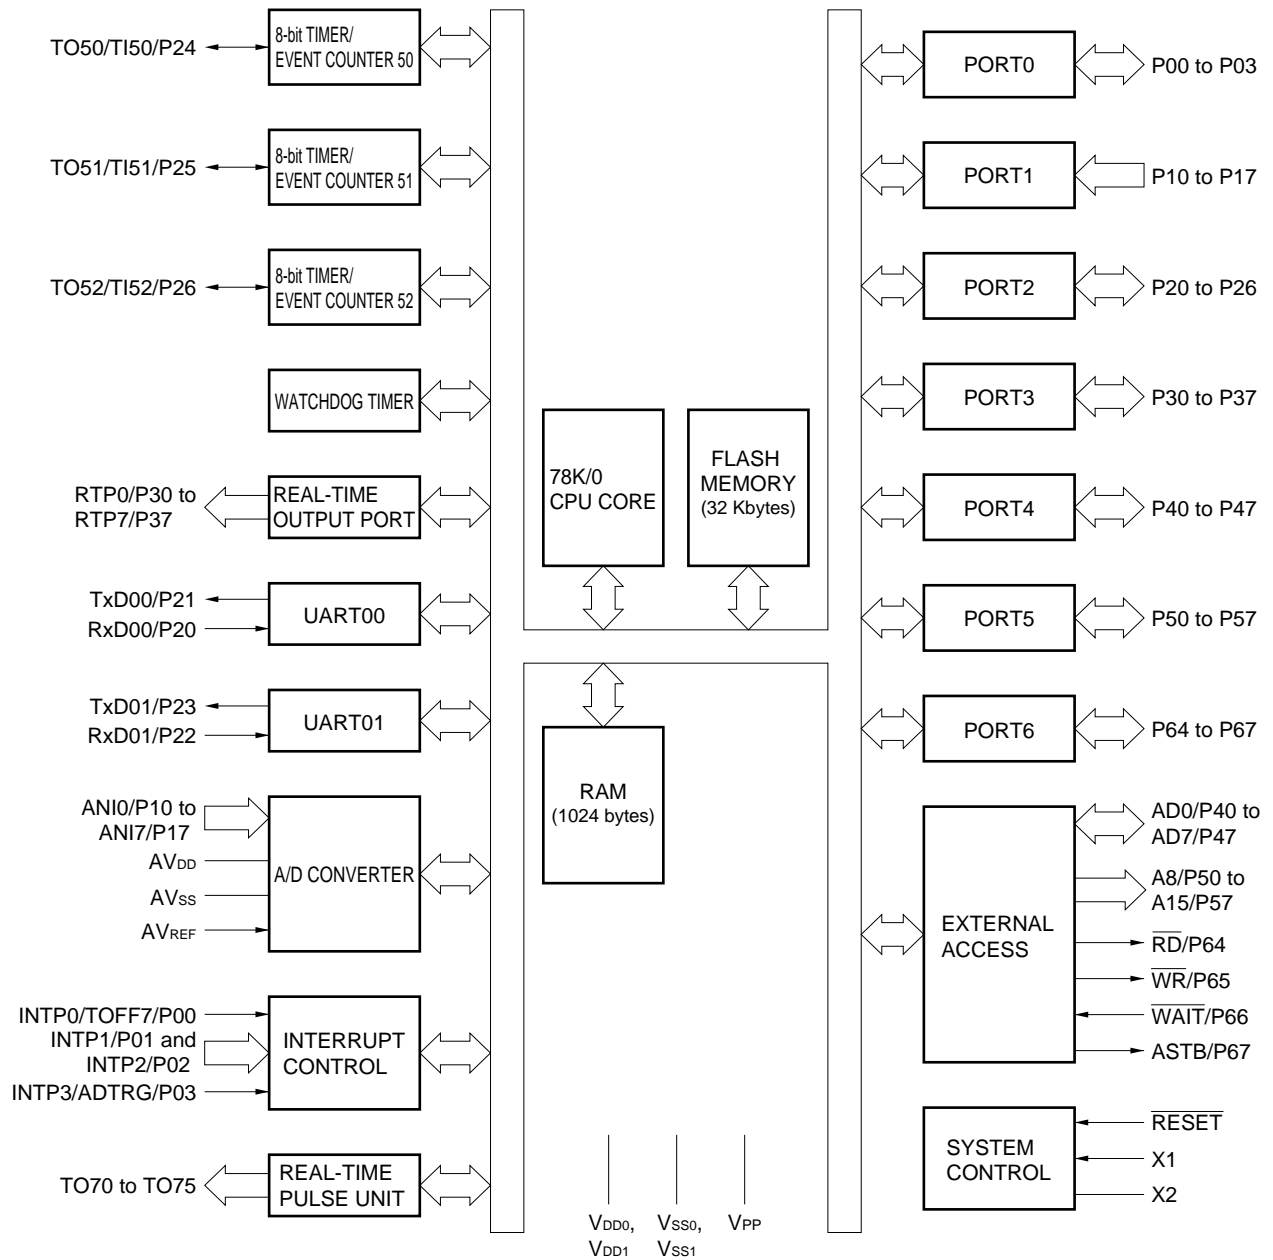 TO50/TI50/P24
8-bit TIMER/
EVENT COUNTER 50
TO51/TI51/P25
8-bit TIMER/
EVENT COUNTER 51
TO52/TI52/P26
8-bit TIMER/
EVENT COUNTER 52
WATCHDOG TIMER
RTP0/P30 to
RTP7/P37
REAL-TIME
OUTPUT PORT
TxD00/P21
RxD00/P20
UART00
TxD01/P23
RxD01/P22
UART01
ANI0/P10 to
ANI7/P17
AVDD
AVSS
AVREF
A/D CONVERTER
INTP0/TOFF7/P00
INTP1/P01 and
INTP2/P02
INTP3/ADTRG/P03
INTERRUPT
CONTROL
TO70 to TO75
REAL-TIME
PULSE UNIT
78K/0
CPU CORE
FLASH
MEMORY
(32 Kbytes)
RAM
(1024 bytes)
VDD0,
VDD1
VSS0,
VSS1
VPP
PORT0
P00 to P03
PORT1
P10 to P17
PORT2
P20 to P26
PORT3
P30 to P37
PORT4
P40 to P47
PORT5
P50 to P57
PORT6
P64 to P67
EXTERNAL
ACCESS
AD0/P40 to
AD7/P47
A8/P50 to
A15/P57
R̅D̅/P64
W̅R̅/P65
W̅A̅I̅T̅/P66
ASTB/P67
SYSTEM
CONTROL
R̅E̅S̅E̅T̅
X1
X2